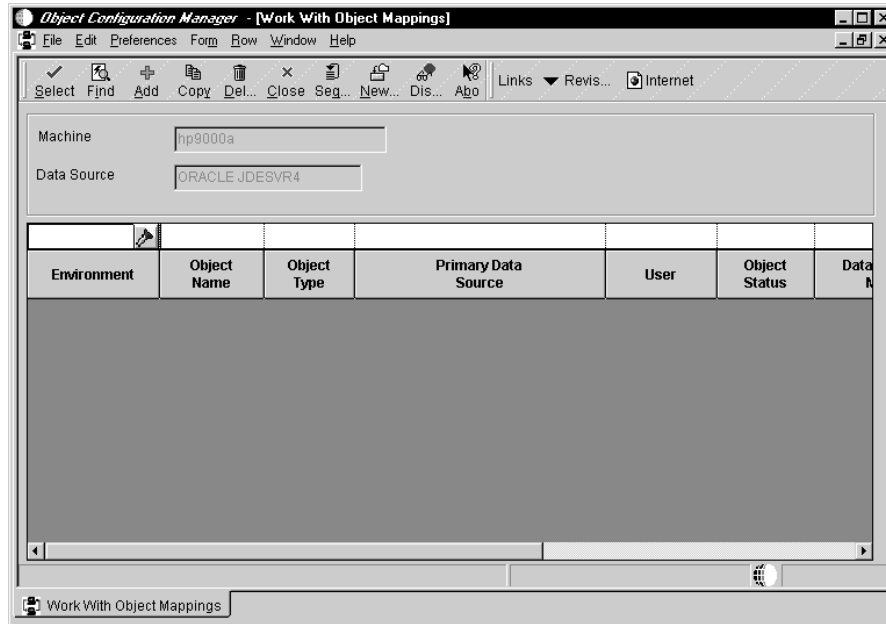 Object Configuration Manager - [Work With Object Mappings]
File Edit Preferences Form Row Window Help
Select Find Add Copy Del... Close Seq... New... Dis... Abo Links Revis... Internet
Machine hp9000a
Data Source ORACLE JDESVR4
Environment Object Name Object Type Primary Data Source User Object Status Data M
Work With Object Mappings